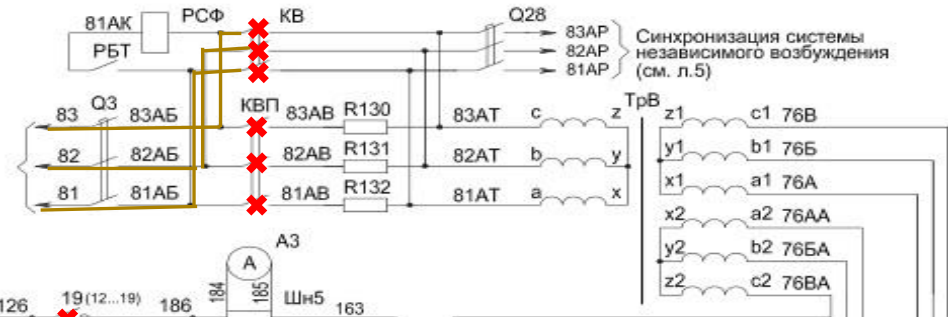 81АК РСФ КВ Q28
РБТ
83АР
82АР
81АР
Синхронизация системы
независимого возбуждения
(см. л.5)
Q3 КВП ТрВ
83 83АБ 83АВ R130 83АТ c z z1 c1 76В
82 82АБ 82АВ R131 82АТ b y y1 b1 76Б
81 81АБ 81АВ R132 81АТ a x x1 a1 76А
x2 a2 76АА
y2 b2 76БА
z2 c2 76ВА
А3
А
184 185 Шн5
126 19(12...19) 186 163